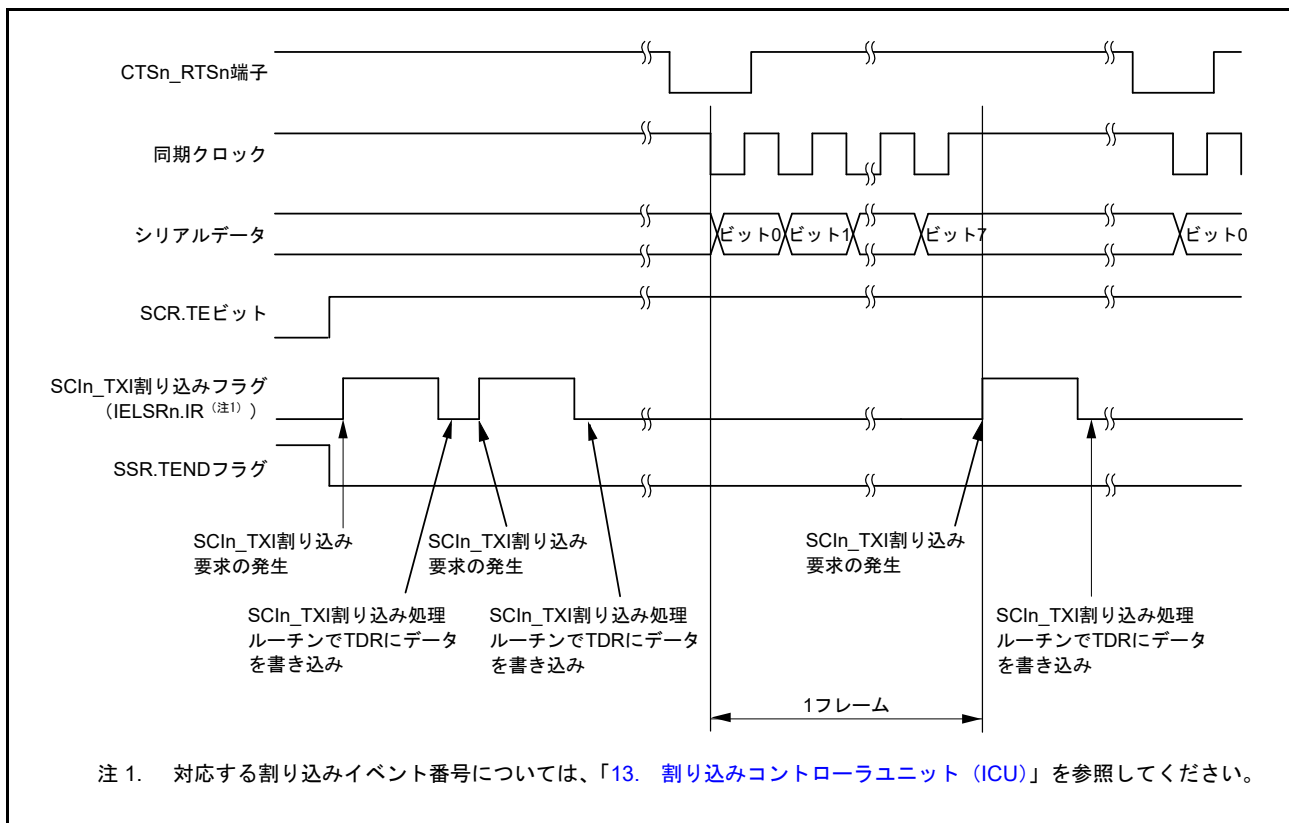 CTSn_RTSn端子
同期クロック
シリアルデータ
ビット0
ビット1
ビット7
ビット0
SCR.TEビット
SCIn_TXI割り込みフラグ
(IELSRn.IR (注1) )
SSR.TENDフラグ
SCIn_TXI割り込み
要求の発生
SCIn_TXI割り込み
要求の発生
SCIn_TXI割り込み
要求の発生
SCIn_TXI割り込み処理
ルーチンでTDRにデータ
を書き込み
SCIn_TXI割り込み処理
ルーチンでTDRにデータ
を書き込み
SCIn_TXI割り込み処理
ルーチンでTDRにデータ
を書き込み
1フレーム
注 1. 対応する割り込みイベント番号については、「13. 割り込みコントローラユニット（ICU）」を参照してください。